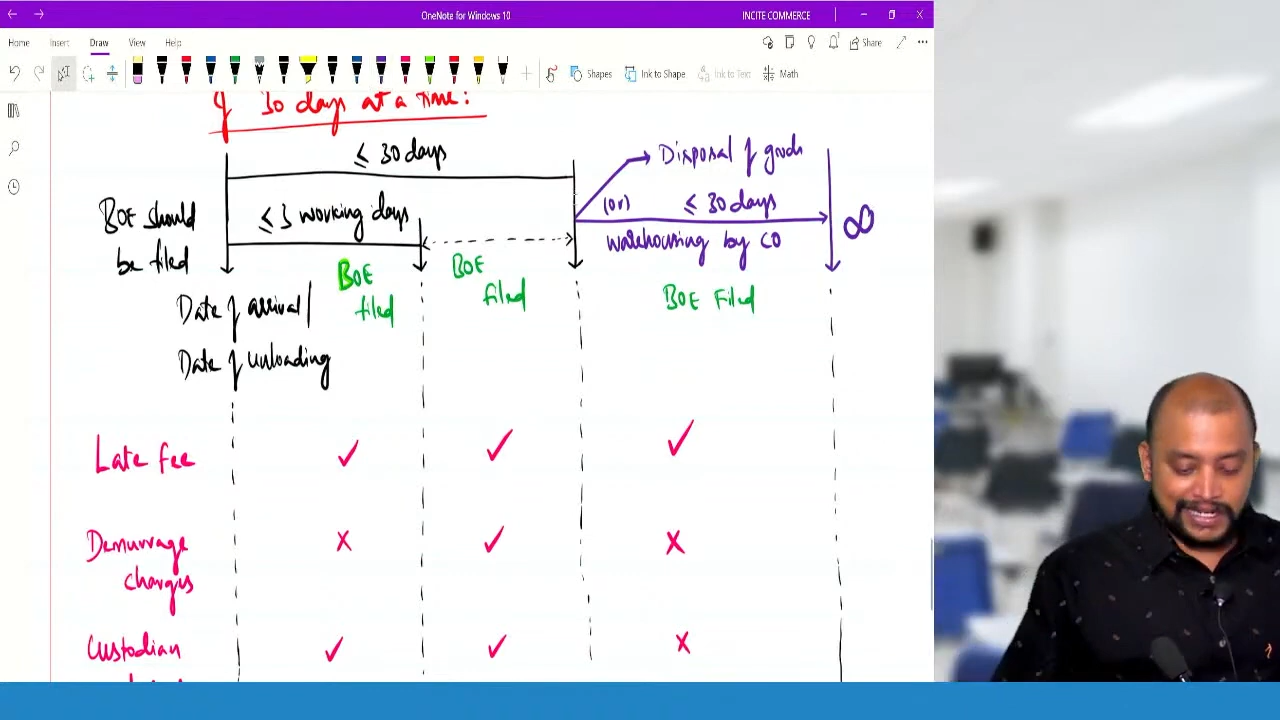 OneNote for Windows 10
INCITE COMMERCE
Home Insert Draw View Help
Share
Shapes Ink to Shape Ink to Text Math
of 30 days at a time:
≤ 30 days
Disposal of goods
(or) ≤ 30 days
BOE should be filed
≤ 3 working days
warehousing by CO
∞
BOE filed
BOE filed
BOE Filed
Date of arrival/
Date of unloading
Late fee ✓ ✓ ✓
Demurrage charges X ✓ X
Custodian ✓ ✓ X